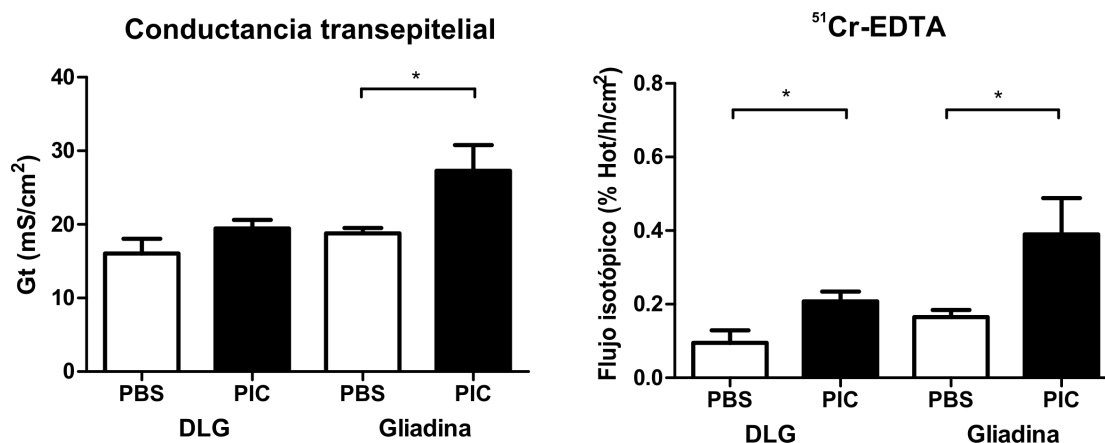 Conductancia transepitelial
Gt (mS/cm²)
40
30
20
10
0
*
PBS PIC PBS PIC
DLG Gliadina
⁵¹Cr-EDTA
Flujo isotópico (% Hot/h/cm²)
0.8
0.6
0.4
0.2
0.0
* *
PBS PIC PBS PIC
DLG Gliadina